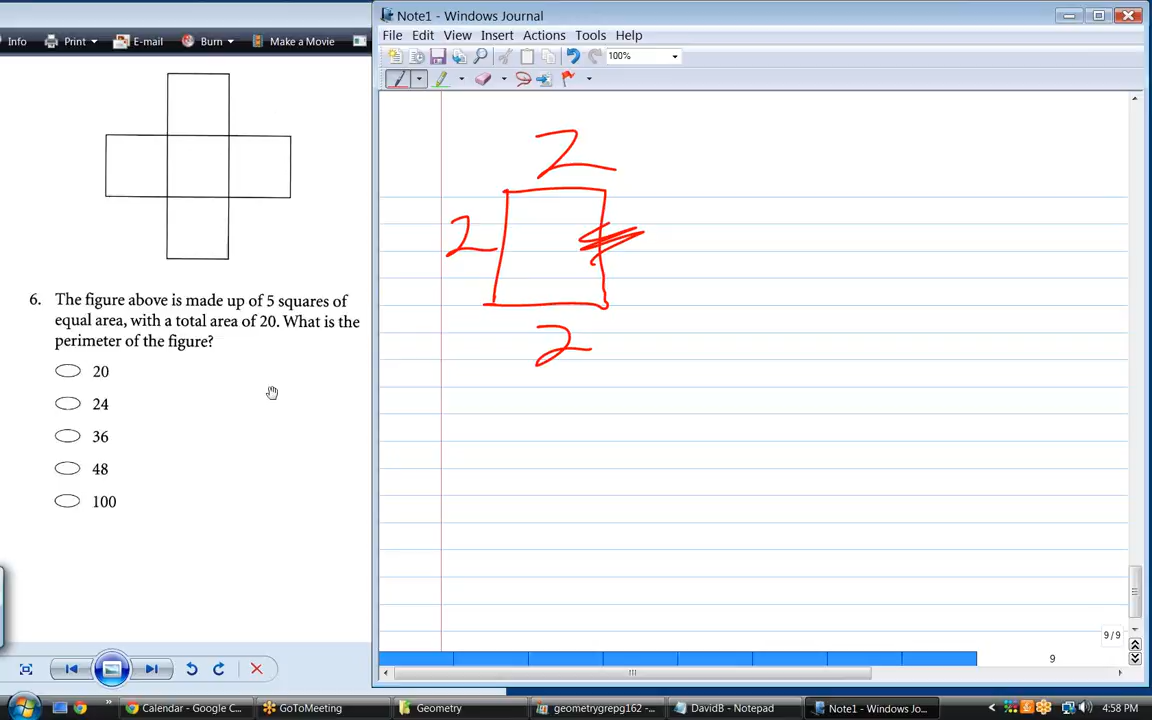 Note1 - Windows Journal
File Edit View Insert Actions Tools Help
100%
Info Print E-mail Burn Make a Movie
6. The figure above is made up of 5 squares of
equal area, with a total area of 20. What is the
perimeter of the figure?
20
24
36
48
100
2
2
2
9/9
9
Calendar - Google C...
GoToMeeting
Geometry
geometrygrepg162 -...
DavidB - Notepad
Note1 - Windows Jo...
4:58 PM